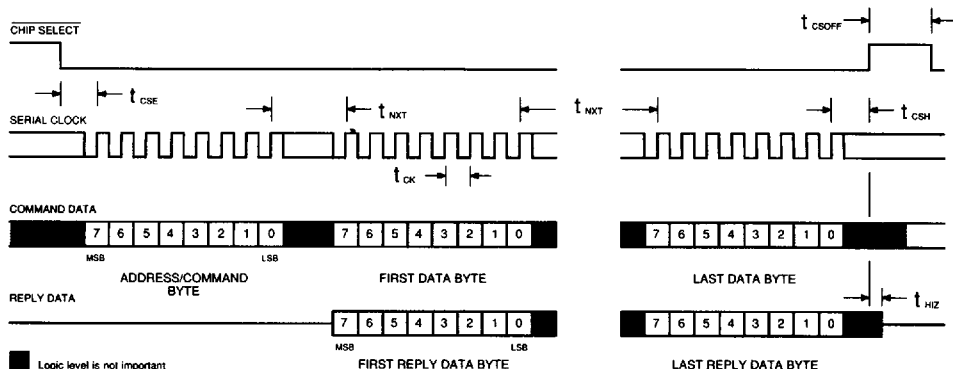 CHIP SELECT
t CSOFF
t CSE
t NXT
t NXT
t CSH
SERIAL CLOCK
t CK
COMMAND DATA
7 6 5 4 3 2 1 0 7 6 5 4 3 2 1 0 7 6 5 4 3 2 1 0
MSB LSB
ADDRESS/COMMAND
BYTE
FIRST DATA BYTE
LAST DATA BYTE
REPLY DATA
t HIZ
7 6 5 4 3 2 1 0 7 6 5 4 3 2 1 0
MSB LSB
Logic level is not important
FIRST REPLY DATA BYTE
LAST REPLY DATA BYTE